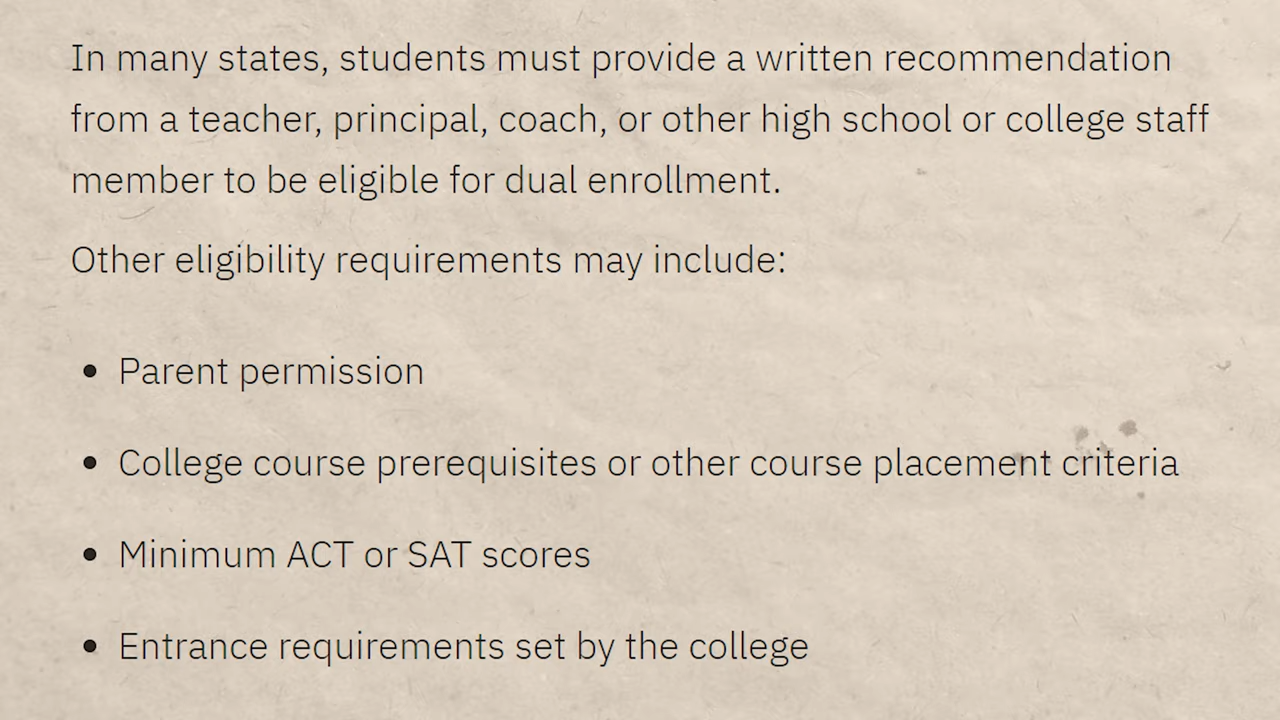 In many states, students must provide a written recommendation
from a teacher, principal, coach, or other high school or college staff
member to be eligible for dual enrollment.
Other eligibility requirements may include:
• Parent permission
• College course prerequisites or other course placement criteria
• Minimum ACT or SAT scores
• Entrance requirements set by the college